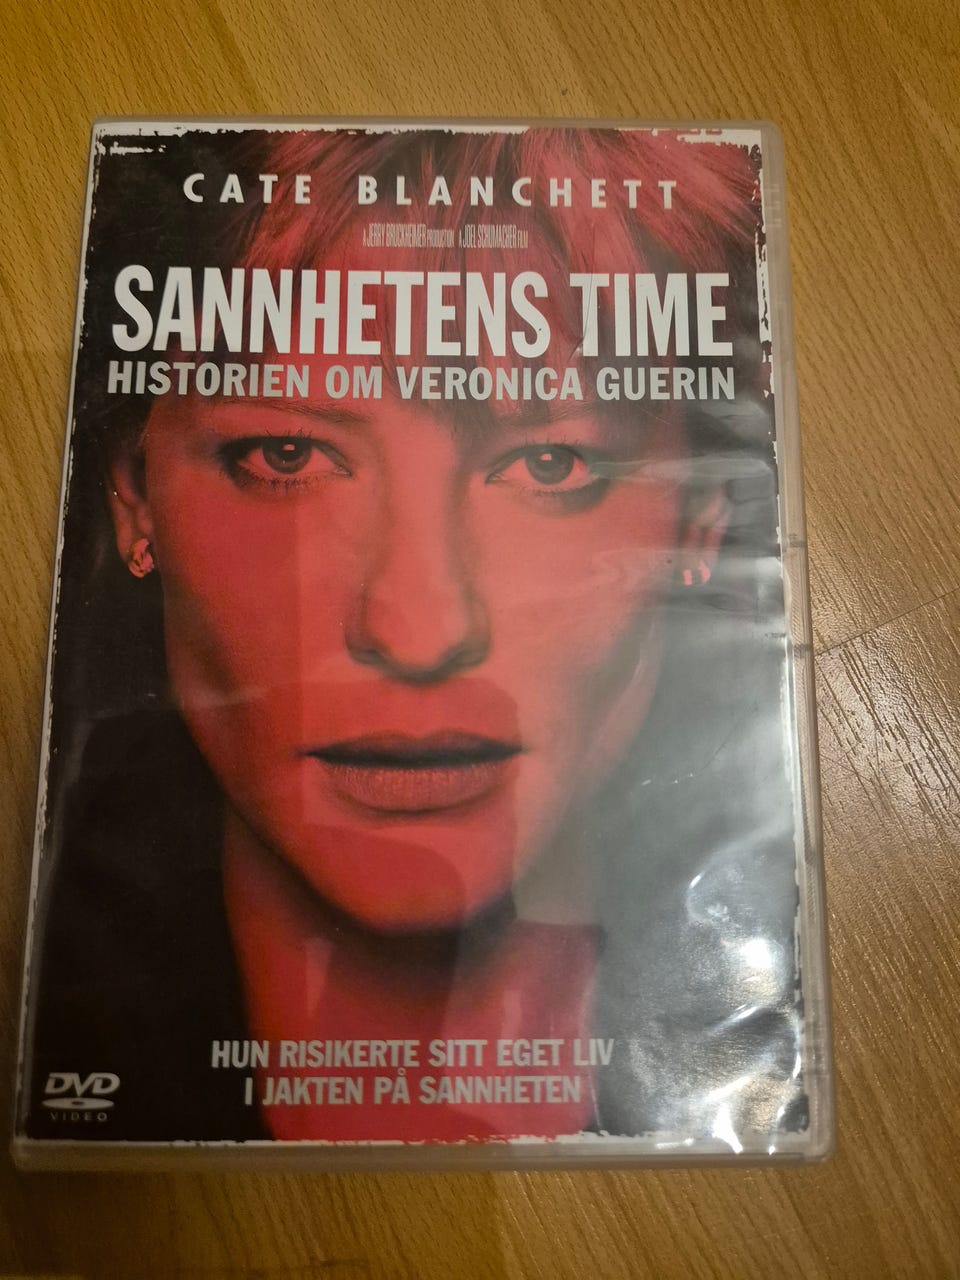 CATE BLANCHETT
A JERRY BRUCKHEIMER PRODUCTION A JOEL SCHUMACHER FILM
SANNHETENS TIME
HISTORIEN OM VERONICA GUERIN
HUN RISIKERTE SITT EGET LIV
I JAKTEN PÅ SANNHETEN
DVD
VIDEO